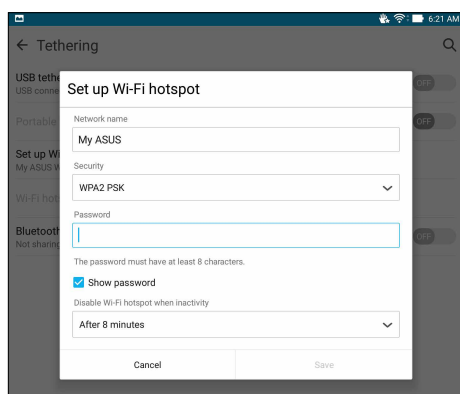 6:21 AM
Tethering
USB tethe
USB conne
OFF
Set up Wi-Fi hotspot
Portable
OFF
Network name
My ASUS
Set up Wi
My ASUS W
Security
WPA2 PSK
Wi-Fi hot
Password
Bluetooth
Not sharing
OFF
The password must have at least 8 characters.
Show password
Disable Wi-Fi hotspot when inactivity
After 8 minutes
Cancel
Save